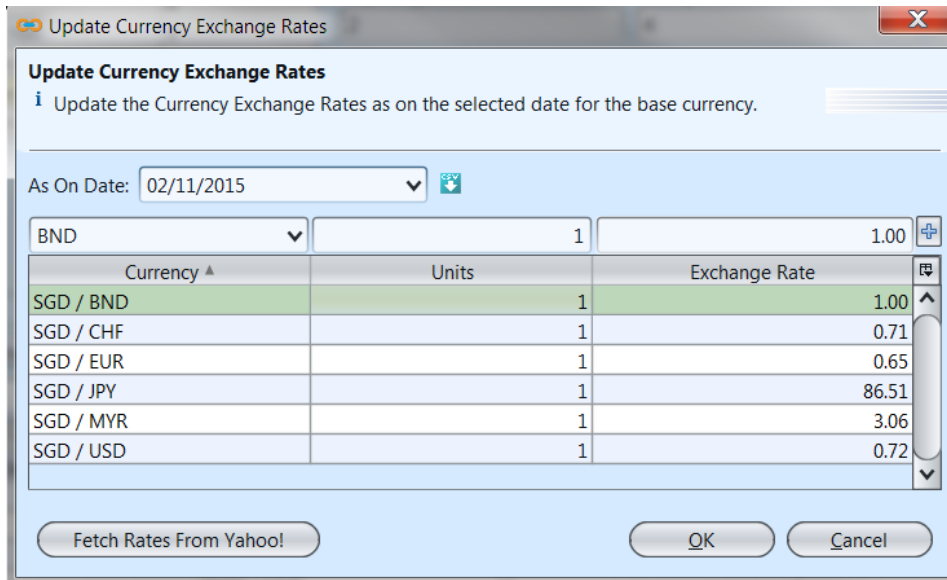 Update Currency Exchange Rates
Update Currency Exchange Rates
i Update the Currency Exchange Rates as on the selected date for the base currency.
As On Date: 02/11/2015 CSV
BND 1 1.00
Currency Units Exchange Rate
SGD / BND 1 1.00
SGD / CHF 1 0.71
SGD / EUR 1 0.65
SGD / JPY 1 86.51
SGD / MYR 1 3.06
SGD / USD 1 0.72
Fetch Rates From Yahoo! OK Cancel